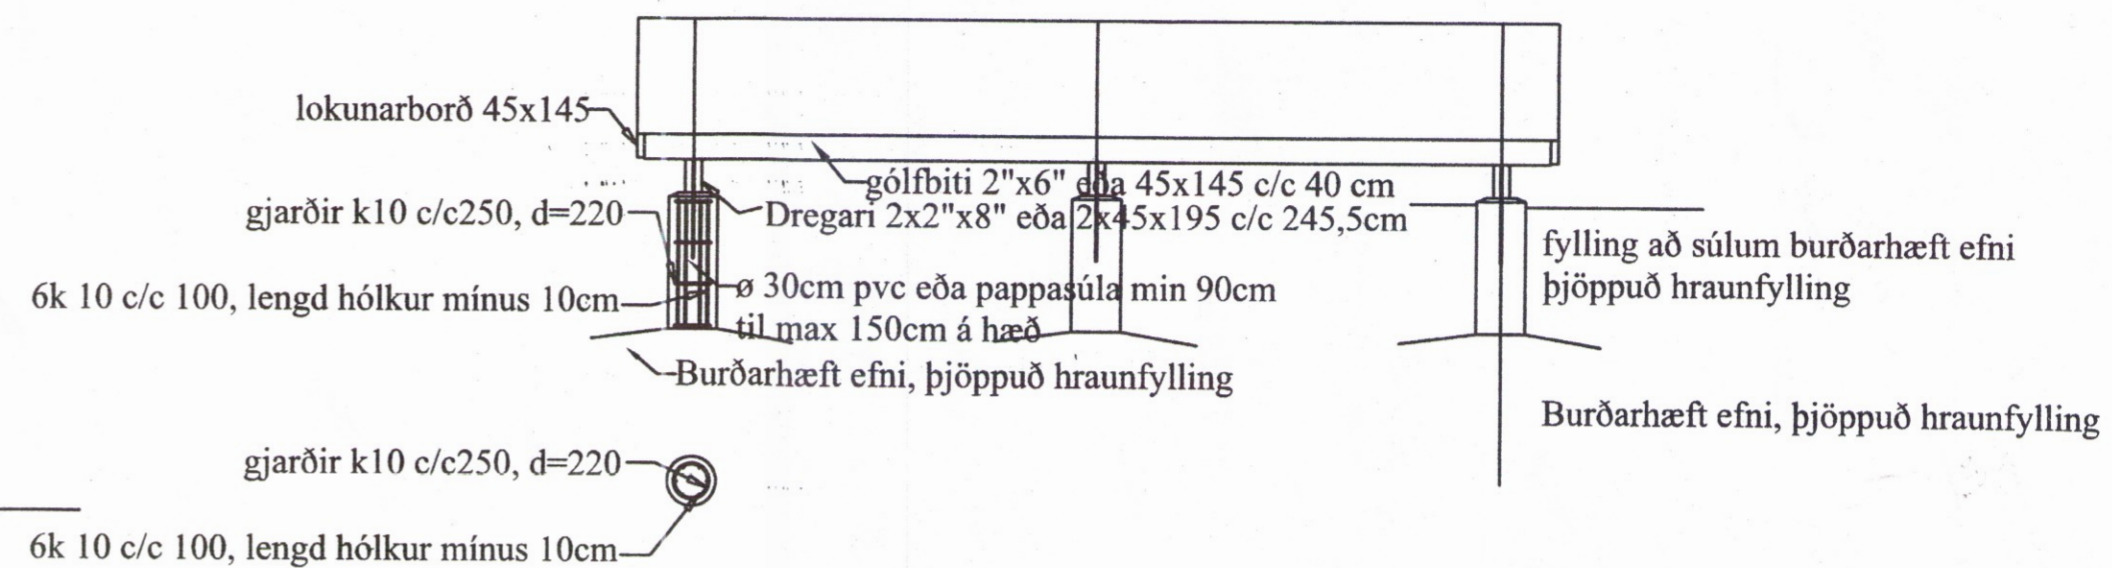 lokunarborð 45x145
gólfbiti 2"x6" eða 45x145 c/c 40 cm
gjarðir k10 c/c250, d=220
Dregari 2x2"x8" eða 2x45x195 c/c 245,5cm
fylling að súlum burðarhæft efni
þjöppuð hraunfylling
6k 10 c/c 100, lengd hólkur mínus 10cm
ø 30cm pvc eða pappasúla min 90cm
til max 150cm á hæð
Burðarhæft efni, þjöppuð hraunfylling
Burðarhæft efni, þjöppuð hraunfylling
gjarðir k10 c/c250, d=220
6k 10 c/c 100, lengd hólkur mínus 10cm